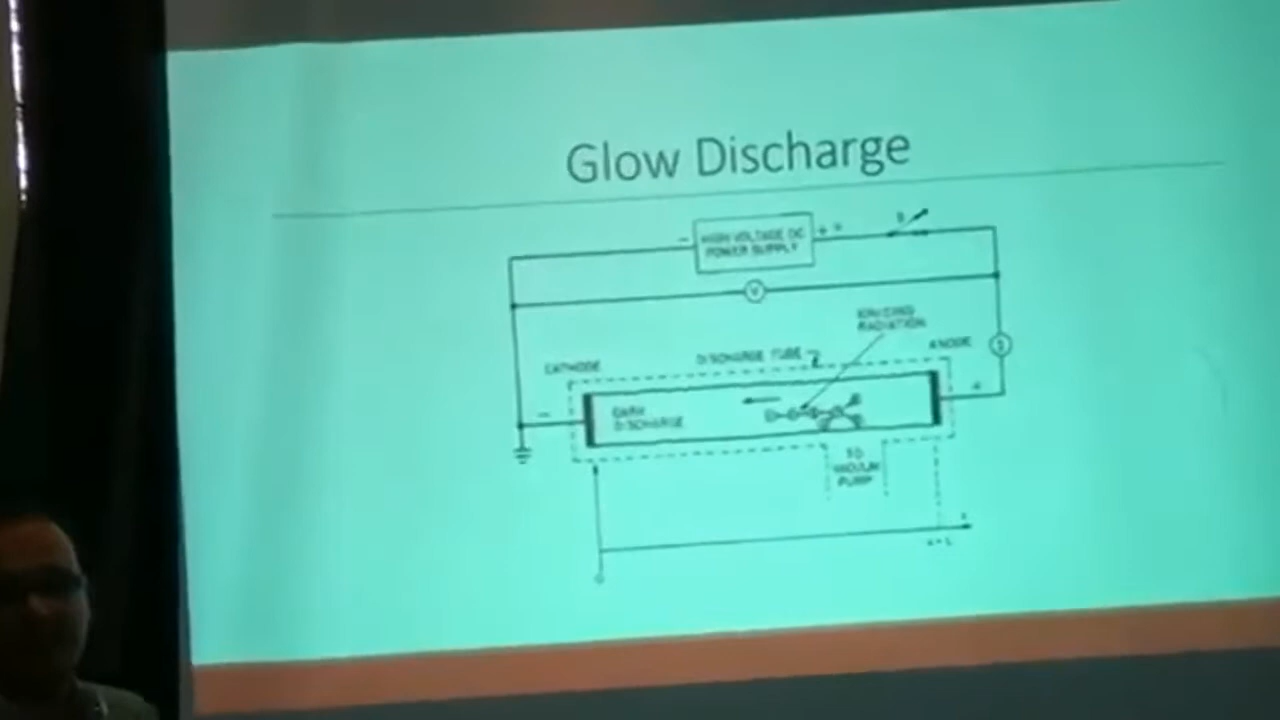 Glow Discharge
HIGH VOLTAGE DC
POWER SUPPLY
V
IONIZING
RADIATION
ANODE
DISCHARGE TUBE
CATHODE
DARK
DISCHARGE
TO
VACUUM
PUMP